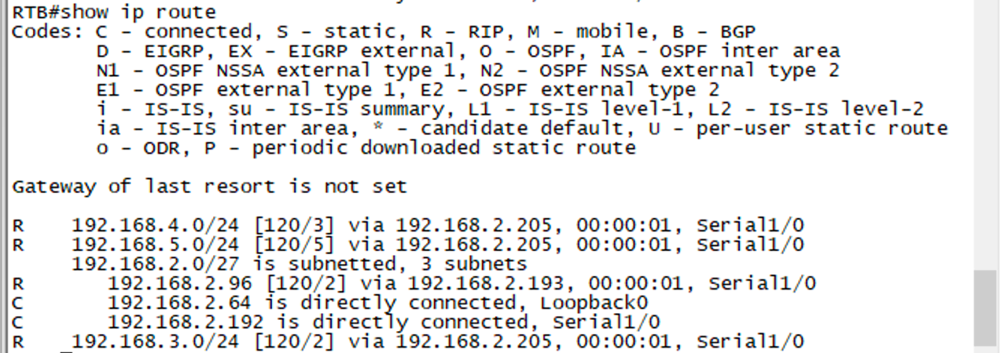 RTB#show ip route
Codes: C - connected, S - static, R - RIP, M - mobile, B - BGP
D - EIGRP, EX - EIGRP external, O - OSPF, IA - OSPF inter area
N1 - OSPF NSSA external type 1, N2 - OSPF NSSA external type 2
E1 - OSPF external type 1, E2 - OSPF external type 2
i - IS-IS, su - IS-IS summary, L1 - IS-IS level-1, L2 - IS-IS level-2
ia - IS-IS inter area, * - candidate default, U - per-user static route
o - ODR, P - periodic downloaded static route
Gateway of last resort is not set
R 192.168.4.0/24 [120/3] via 192.168.2.205, 00:00:01, Serial1/0
R 192.168.5.0/24 [120/5] via 192.168.2.205, 00:00:01, Serial1/0
192.168.2.0/27 is subnetted, 3 subnets
R 192.168.2.96 [120/2] via 192.168.2.193, 00:00:01, Serial1/0
C 192.168.2.64 is directly connected, Loopback0
C 192.168.2.192 is directly connected, Serial1/0
R 192.168.3.0/24 [120/2] via 192.168.2.205, 00:00:01, Serial1/0